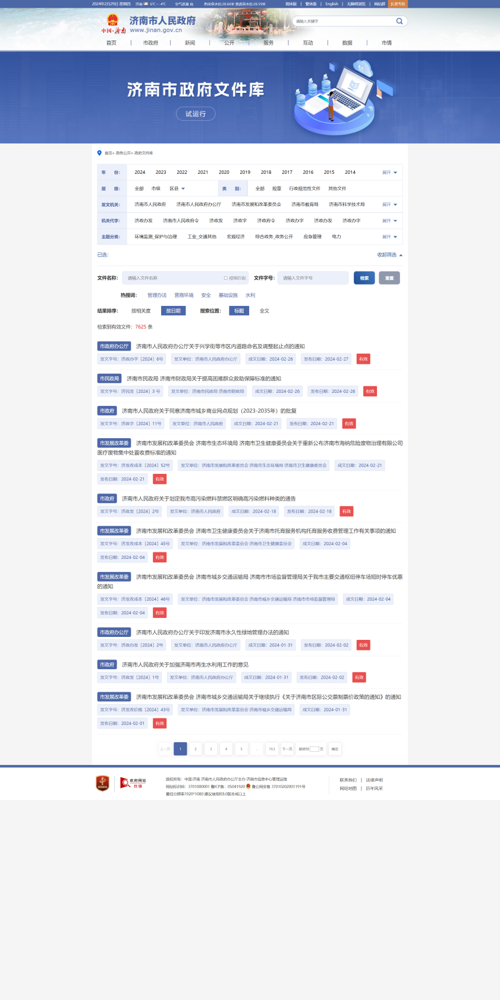 2024年2月29日 星期四 济南 6℃ ~ -4℃ 空气质量 良 趵突泉水位:28.60米 黑虎泉水位:28.59米 简体版 | 繁体版 | English | 无障碍浏览 | 网站群 长者专区
中国·济南 济南市人民政府
www.jinan.gov.cn
请输入关键字
首页 | 市政府 | 新闻 | 公开 | 服务 | 互动 | 数据 | 市情
济南市政府文件库
试运行
首页> 政务公开> 政府文件库
年 份: 2024 2023 2022 2021 2020 2019 2018 2017 2016 2015 2014 展开
层 级: 全部 市级 区县 类 别: 全部 规章 行政规范性文件 其他文件
发文机关: 济南市人民政府 济南市人民政府办公厅 济南市发展和改革委员会 济南市教育局 济南市科学技术局 展开
机关代字: 济政办发 济南市人民政府令 济政发 济政字 济政府令 济政办字 济政办发 济政办字 展开
主题分类: 环境监测_保护与治理 工业_交通其他 宏观经济 综合政务_政务公开 应急管理 电力 展开
已选: 收起筛选
文件名称: 请输入文件名称 模糊匹配 文件字号: 请输入文件字号 检索 重置
热搜词: 管理办法 营商环境 安全 基础设施 水利
结果排序: 按相关度 按日期 搜索位置: 标题 全文
检索到有效文件: 7625 条
市政府办公厅 济南市人民政府办公厅关于兴学街等市区内道路命名及调整起止点的通知
发文字号: 济政办字〔2024〕6号 发文单位: 济南市人民政府办公厅 成文日期: 2024-02-26 发布日期: 2024-02-27 有效
市民政局 济南市民政局 济南市财政局关于提高困难群众救助保障标准的通知
发文字号: 济民发〔2024〕3 号 发文单位: 济南市民政局 济南市财政局 成文日期: 2024-02-26 发布日期: 2024-02-26 有效
市政府 济南市人民政府关于同意济南市城乡商业网点规划（2023-2035年）的批复
发文字号: 济政字〔2024〕11号 发文单位: 济南市人民政府 成文日期: 2024-02-21 发布日期: 2024-02-21 有效
市发展改革委 济南市发展和改革委员会 济南市生态环境局 济南市卫生健康委员会关于重新公布济南市海纳危险废物治理有限公司
医疗废物集中处置收费标准的通知
发文字号: 济发改成本〔2024〕52号 发文单位: 济南市发展和改革委员会 济南市生态环境局 济南市卫生健康委员会 成文日期: 2024-02-21
发布日期: 2024-02-21 有效
市政府 济南市人民政府关于划定我市高污染燃料禁燃区明确高污染燃料种类的通告
发文字号: 济政发〔2024〕2号 发文单位: 济南市人民政府 成文日期: 2024-02-18 发布日期: 2024-02-18 有效
市发展改革委 济南市发展和改革委员会 济南市卫生健康委员会关于济南市托育服务机构托育服务收费管理工作有关事项的通知
发文字号: 济发改成本〔2024〕45号 发文单位: 济南市发展和改革委员会 济南市卫生健康委员会 成文日期: 2024-02-04
发布日期: 2024-02-04 有效
市发展改革委 济南市发展和改革委员会 济南市城乡交通运输局 济南市市场监督管理局关于我市主要交通枢纽停车场短时停车优惠
的通知
发文字号: 济发改成本〔2024〕46号 发文单位: 济南市发展和改革委员会 济南市城乡交通运输局 济南市市场监督管理局 成文日期: 2024-02-04
发布日期: 2024-02-04 有效
市政府办公厅 济南市人民政府办公厅关于印发济南市永久性绿地管理办法的通知
发文字号: 济政办发〔2024〕2号 发文单位: 济南市人民政府办公厅 成文日期: 2024-01-31 发布日期: 2024-02-02 有效
市政府 济南市人民政府关于加强济南市再生水利用工作的意见
发文字号: 济政发〔2024〕1号 发文单位: 济南市人民政府办公厅 成文日期: 2024-01-31 发布日期: 2024-02-02 有效
市发展改革委 济南市发展和改革委员会 济南市城乡交通运输局关于继续执行《关于济南市区际公交票制票价政策的通知》的通知
发文字号: 济发改价格〔2024〕43号 发文单位: 济南市发展和改革委员会 济南市城乡交通运输局 成文日期: 2024-01-31
发布日期: 2024-02-01 有效
上一页 1 2 3 4 5 ... 763 下一页 跳转到 页 确定
政府网站
找错
版权所有: 中国·济南 济南市人民政府办公厅主办 济南市信息中心管理运维
网站标识码: 3701000001 鲁ICP备: 05041920 鲁公网安备 37010202001191号
最佳分辨率1920*1080 建议使用IE8.0版本或以上
联系我们 | 法律声明
网站地图 | 历年风采